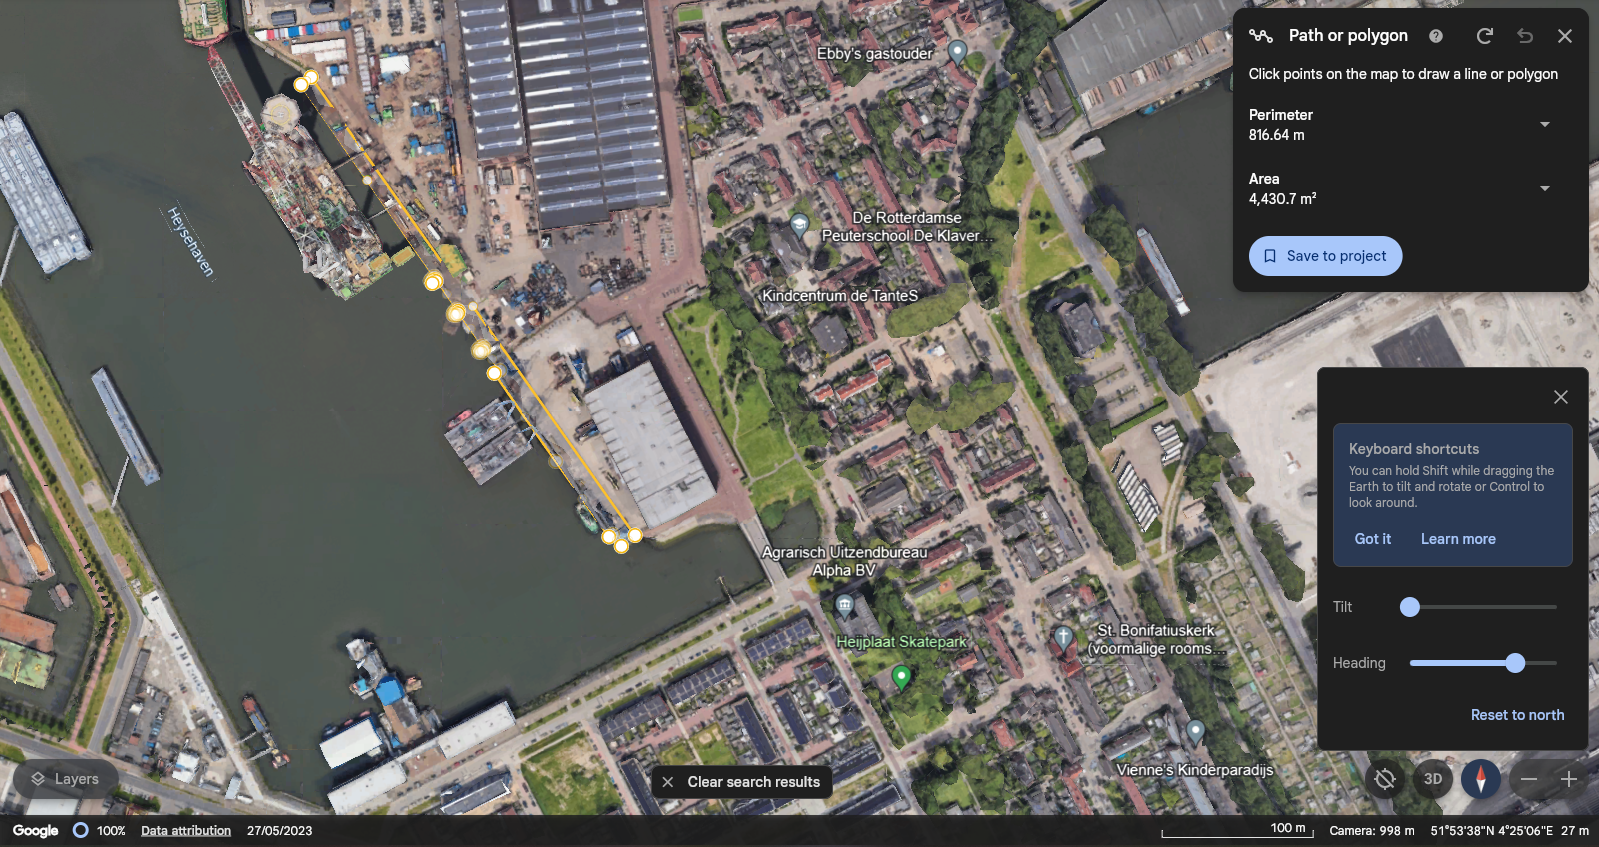 Path or polygon
Click points on the map to draw a line or polygon
Perimeter
816.64 m
Area
4,430.7 m²
Save to project
Ebby's gastouder
De Rotterdamse
Peuterschool De Klaver...
Kindcentrum de TanteS
Heysehaven
Keyboard shortcuts
You can hold Shift while dragging the
Earth to tilt and rotate or Control to
look around.
Got it Learn more
Tilt
Heading
Reset to north
Agrarisch Uitzendbureau
Alpha BV
Heijplaat Skatepark
St. Bonifatiuskerk
(voormalige rooms...
Vienne's Kinderparadijs
Layers
Clear search results
3D
Google 100% Data attribution 27/05/2023
100 m Camera: 998 m 51°53'38"N 4°25'06"E 27 m